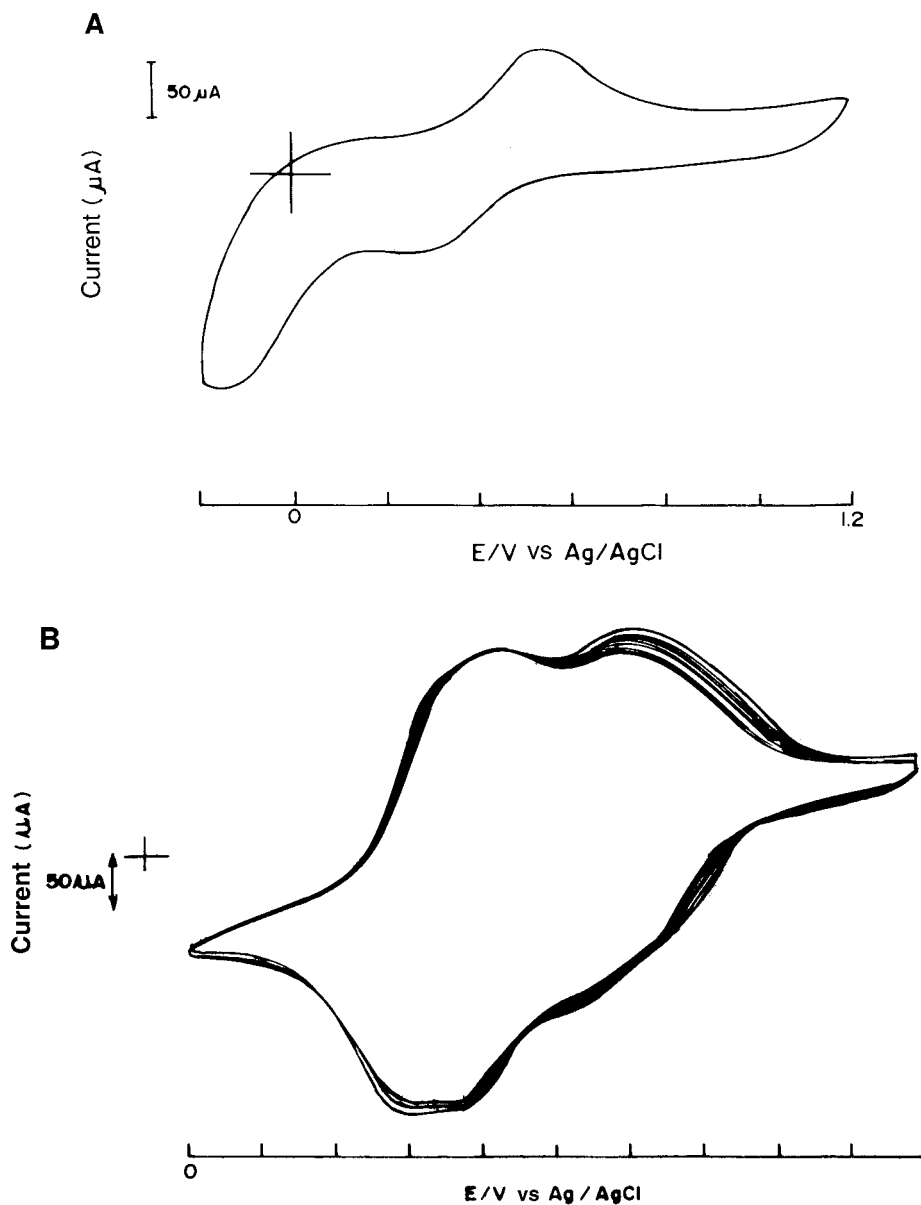 A
50 μA
Current (μA)
0
1.2
E/V vs Ag/AgCl
B
50μA
Current (μA)
0
E/V vs Ag/AgCl